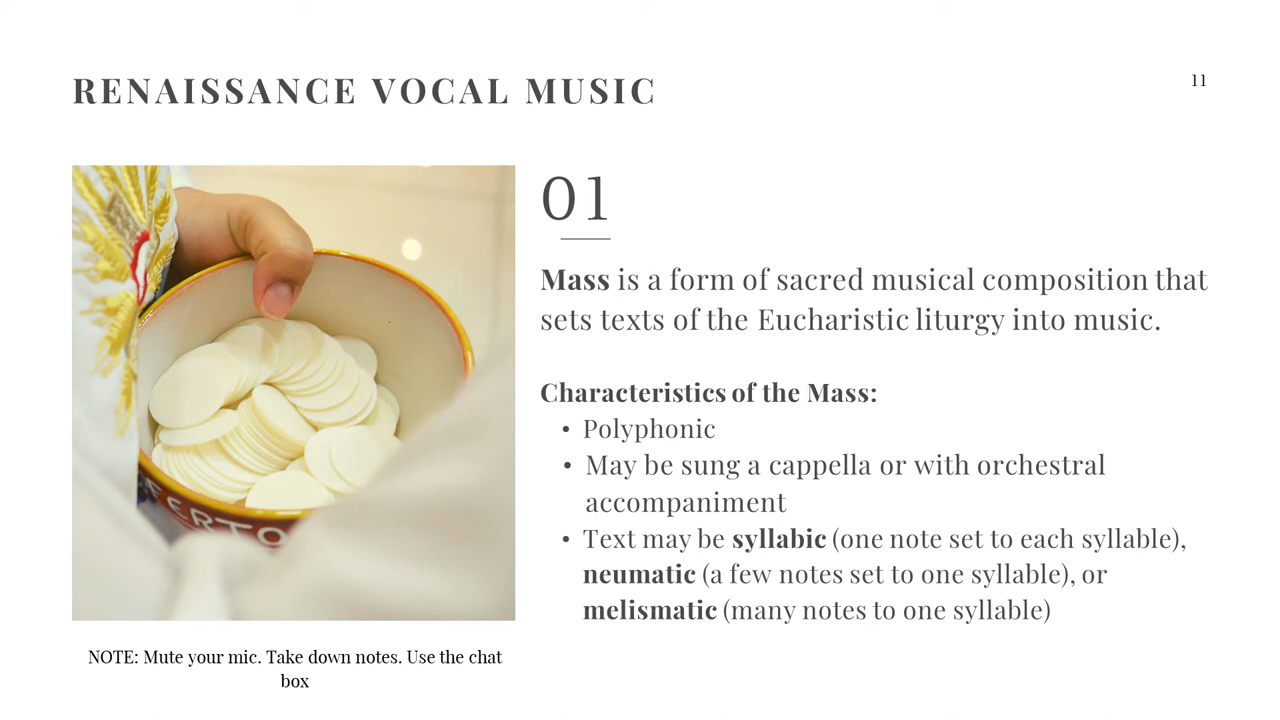 RENAISSANCE VOCAL MUSIC
11
01
Mass is a form of sacred musical composition that
sets texts of the Eucharistic liturgy into music.
Characteristics of the Mass:
• Polyphonic
• May be sung a cappella or with orchestral
accompaniment
• Text may be syllabic (one note set to each syllable),
neumatic (a few notes set to one syllable), or
melismatic (many notes to one syllable)
ERTO
NOTE: Mute your mic. Take down notes. Use the chat
box